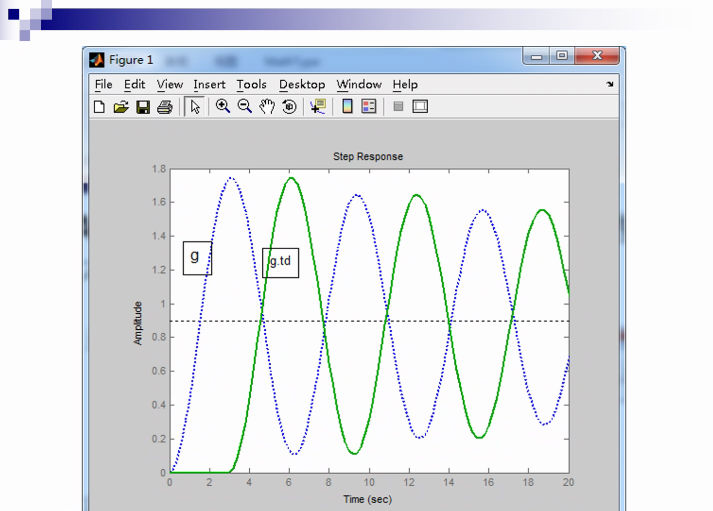 Figure 1
File Edit View Insert Tools Desktop Window Help
Step Response
1.8
1.6
1.4
1.2
1
0.8
0.6
0.4
0.2
0
Amplitude
g
g.td
0 2 4 6 8 10 12 14 16 18 20
Time (sec)